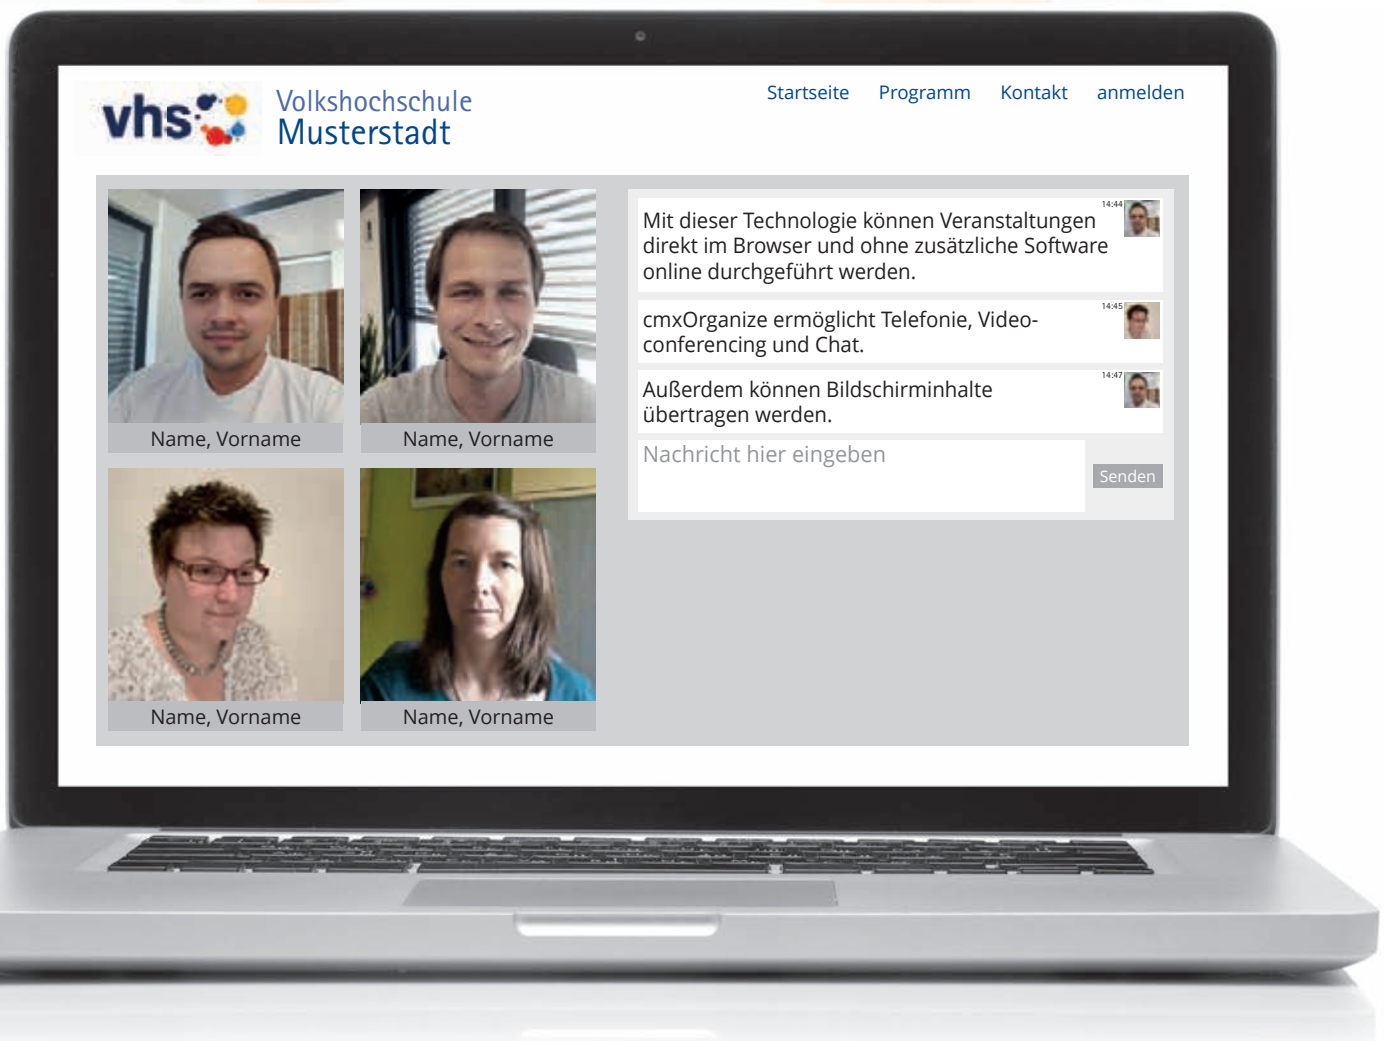 vhs
Volkshochschule
Musterstadt
Startseite Programm Kontakt anmelden
14:44
Mit dieser Technologie können Veranstaltungen
direkt im Browser und ohne zusätzliche Software
online durchgeführt werden.
14:45
cmxOrganize ermöglicht Telefonie, Video-
conferencing und Chat.
14:47
Außerdem können Bildschirminhalte
übertragen werden.
Nachricht hier eingeben
Senden
Name, Vorname
Name, Vorname
Name, Vorname
Name, Vorname